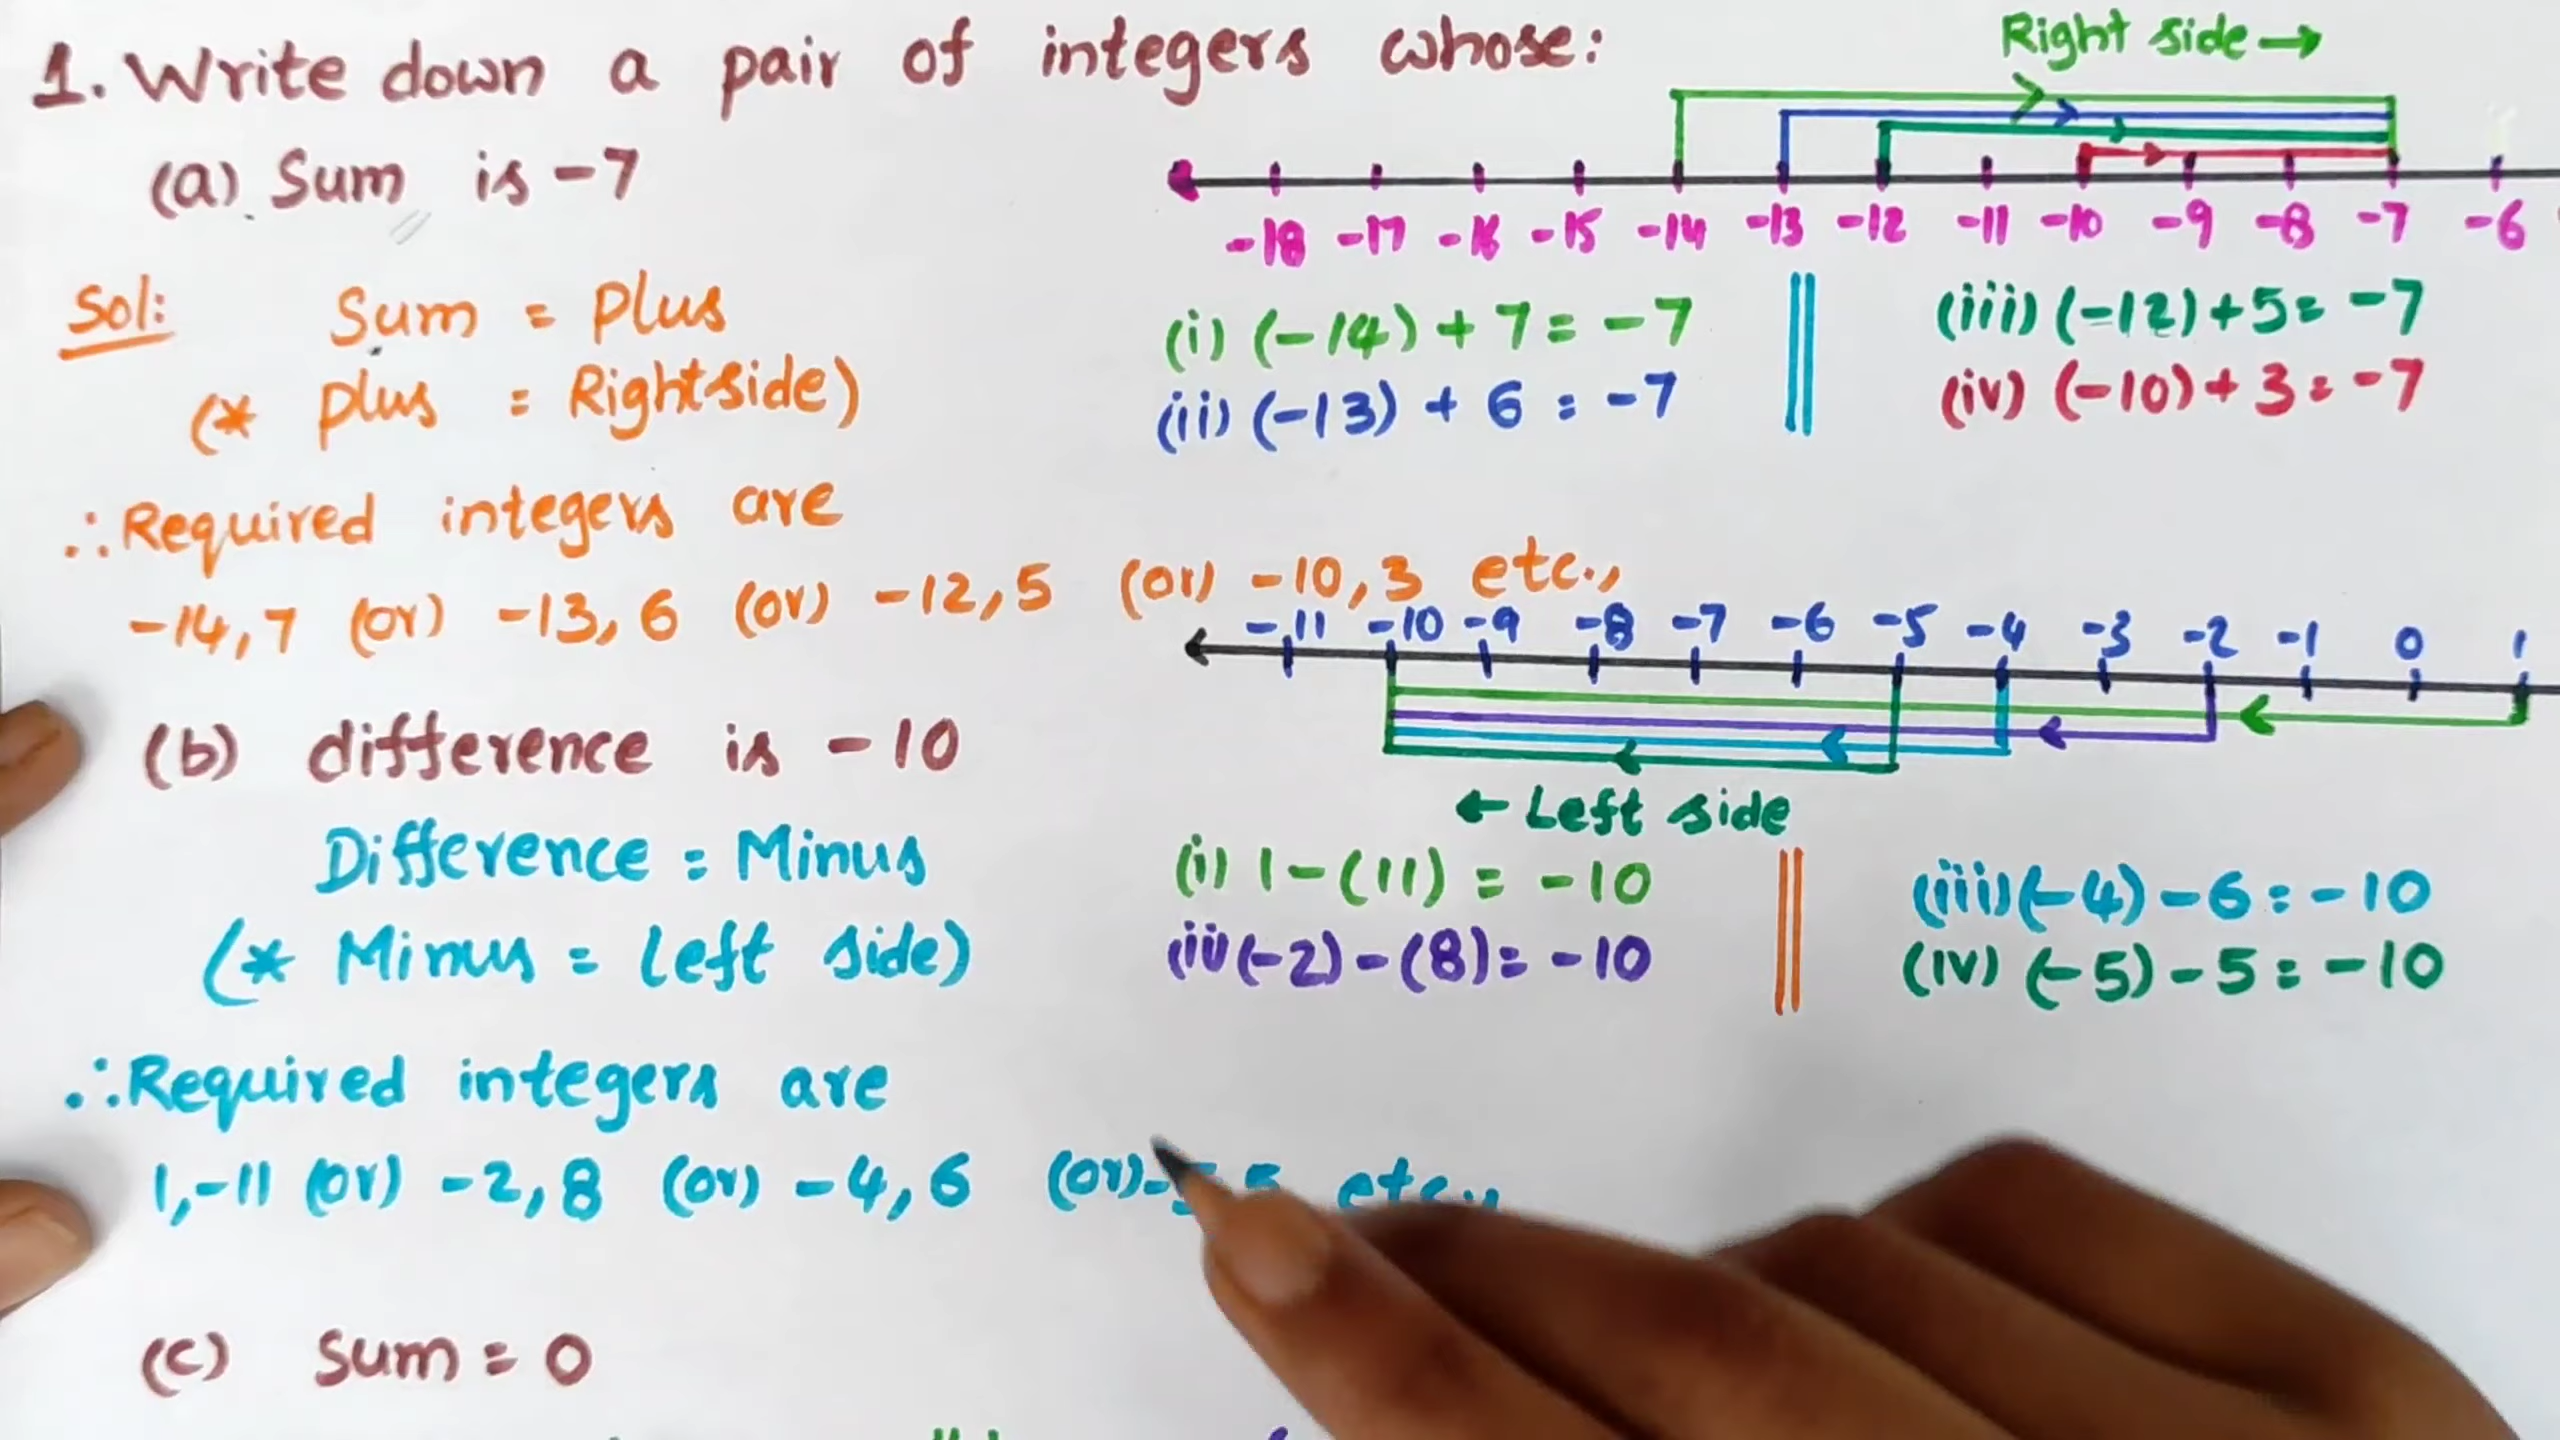 1. Write down a pair of integers whose:
(a). Sum is -7
Right side →
-18 -17 -16 -15 -14 -13 -12 -11 -10 -9 -8 -7 -6
Sol: Sum = Plus
(* plus = Rightside)
(i) (-14) + 7 = -7
(ii) (-13) + 6 = -7
(iii) (-12)+5= -7
(iv) (-10)+3= -7
∴ Required integers are
-14, 7 (or) -13, 6 (or) -12, 5 (or) -10, 3 etc.,
-11 -10 -9 -8 -7 -6 -5 -4 -3 -2 -1 0 1
← Left side
(b) difference is -10
Difference = Minus
(* Minus = left side)
(i) 1-(11) = -10
(ii(-2)-(8)= -10
(iii)(-4)-6= -10
(iv) (-5)-5= -10
∴ Required integers are
1,-11 (or) -2, 8 (or) -4, 6 (or) etc.,
(c) sum = 0